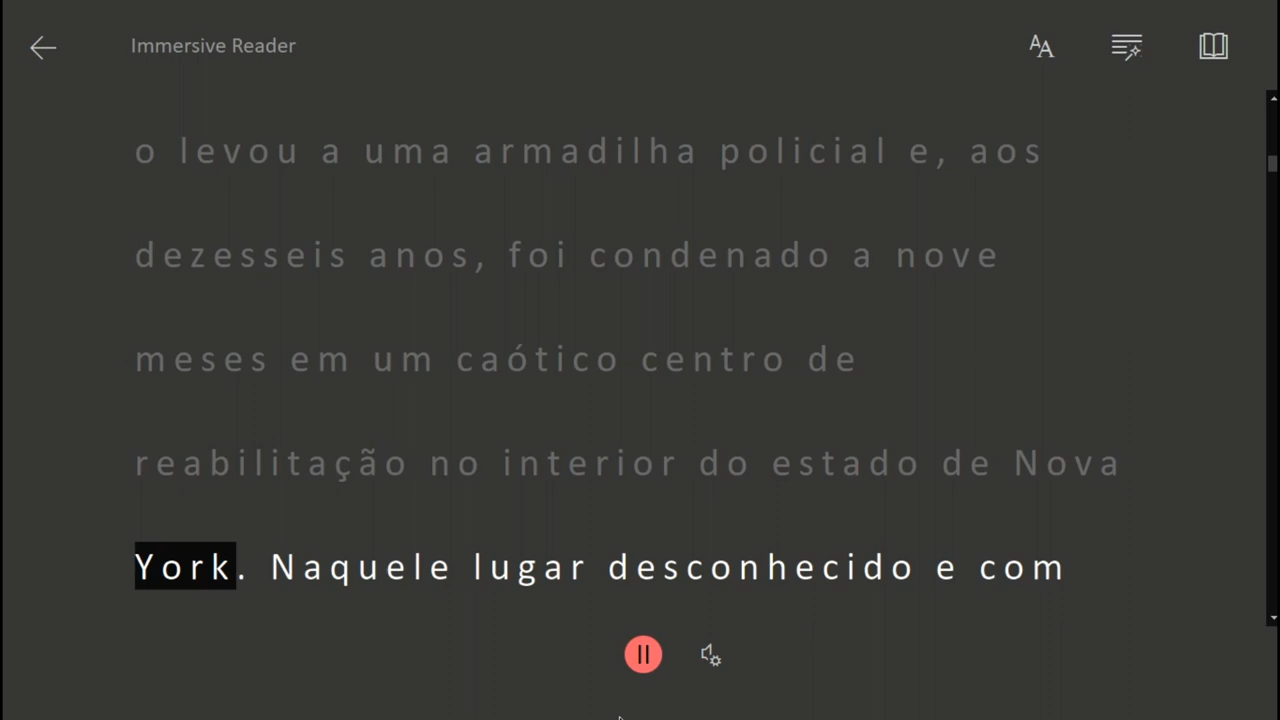 Immersive Reader
o levou a uma armadilha policial e, aos
dezesseis anos, foi condenado a nove
meses em um caótico centro de
reabilitação no interior do estado de Nova
York. Naquele lugar desconhecido e com